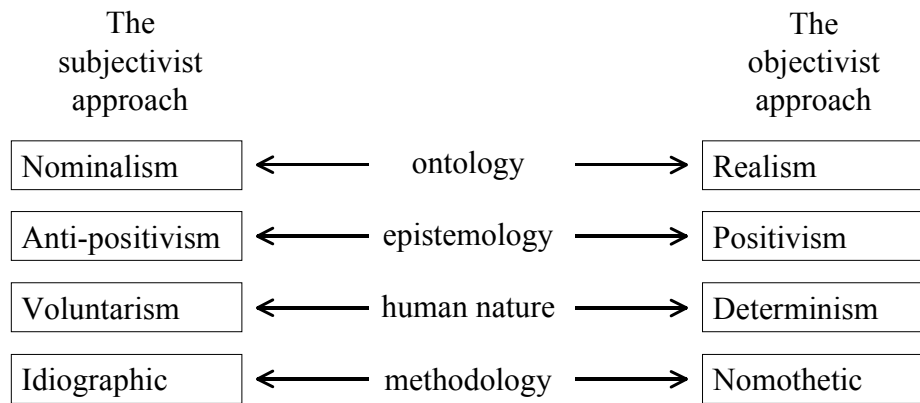 The
subjectivist
approach
The
objectivist
approach
Nominalism
ontology
Realism
Anti-positivism
epistemology
Positivism
Voluntarism
human nature
Determinism
Idiographic
methodology
Nomothetic